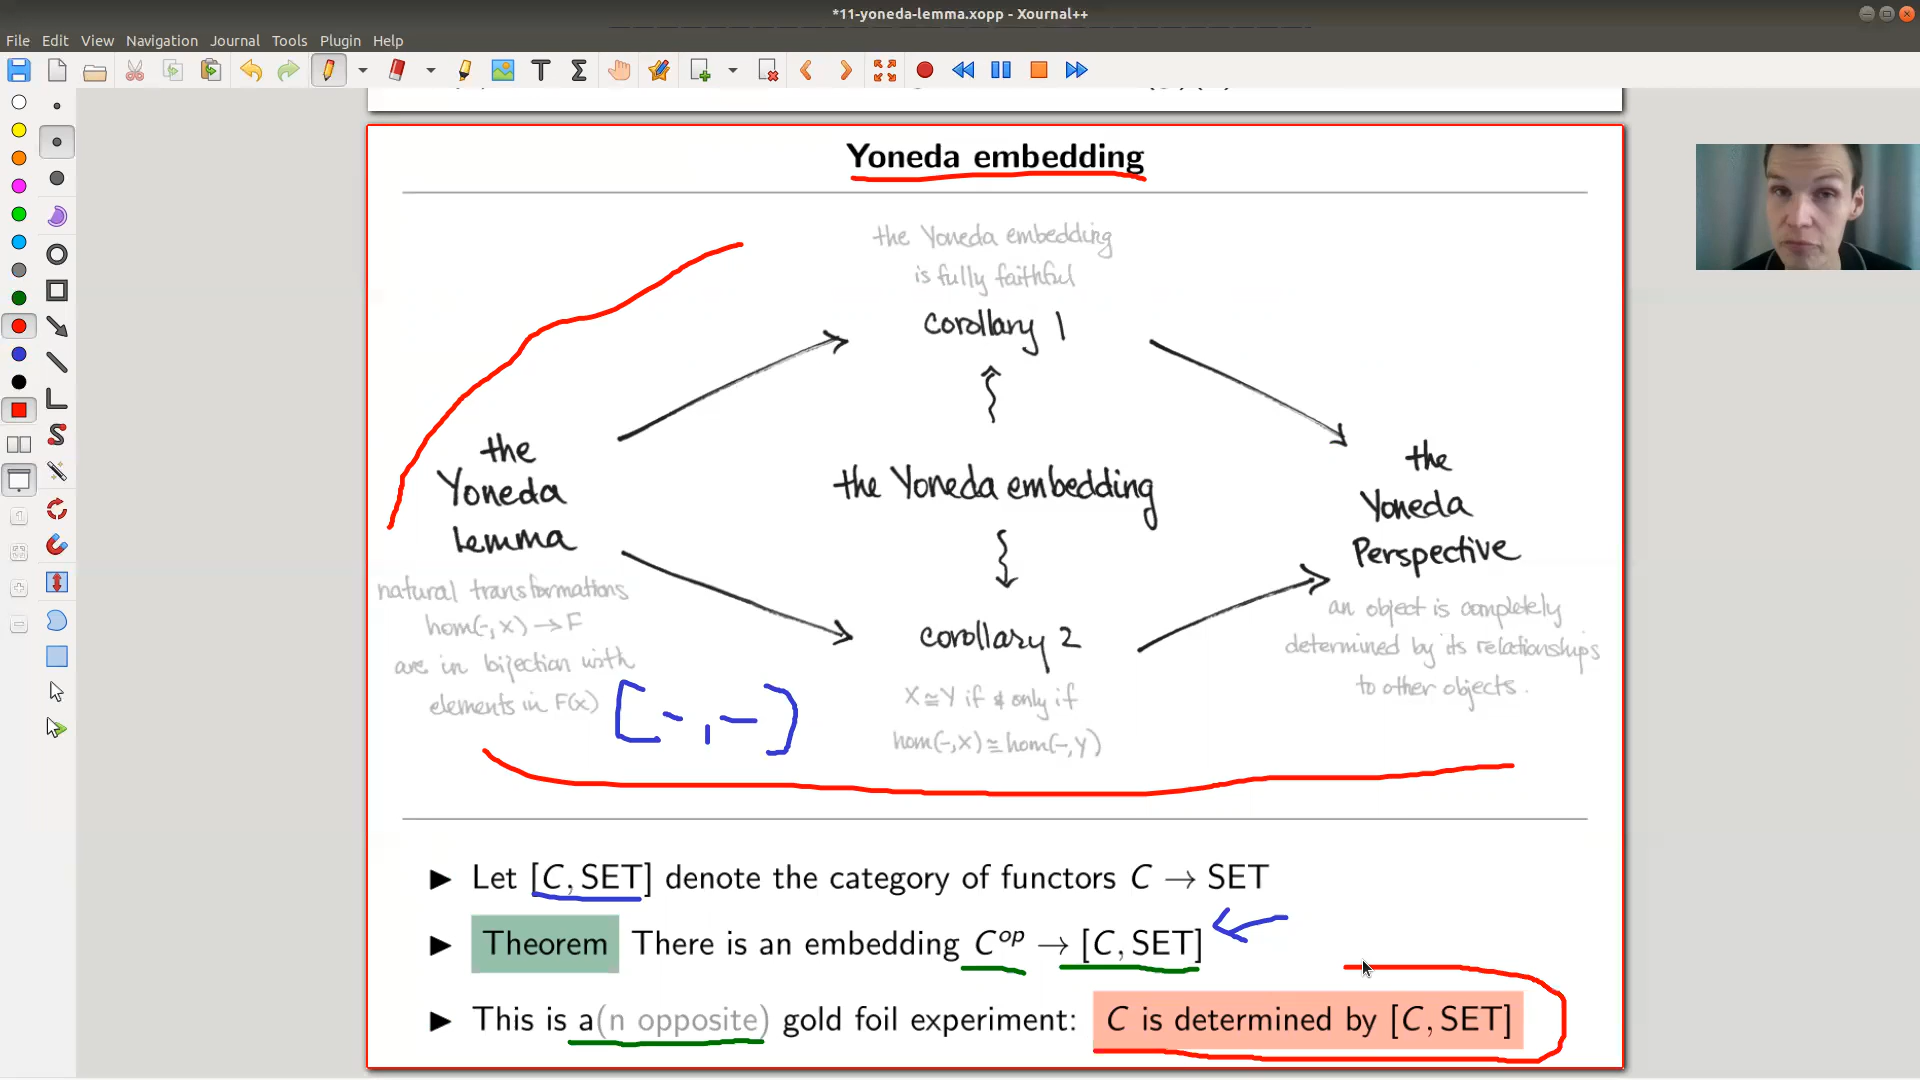 *11-yoneda-lemma.xopp - Xournal++
File Edit View Navigation Journal Tools Plugin Help
Yoneda embedding
the Yoneda embedding
is fully faithful
corollary 1
the
Yoneda
Lemma
natural transformations
hom(-,x) → F
are in bijection with
elements in F(x)
the Yoneda embedding
the
Yoneda
Perspective
an object is completely
determined by its relationships
to other objects.
corollary 2
X ≅ Y if & only if
hom(-,x) ≅ hom(-,y)
[-,-]
▶ Let [C, SET] denote the category of functors C → SET
▶ Theorem There is an embedding C^op → [C, SET]
▶ This is a(n opposite) gold foil experiment: C is determined by [C, SET]